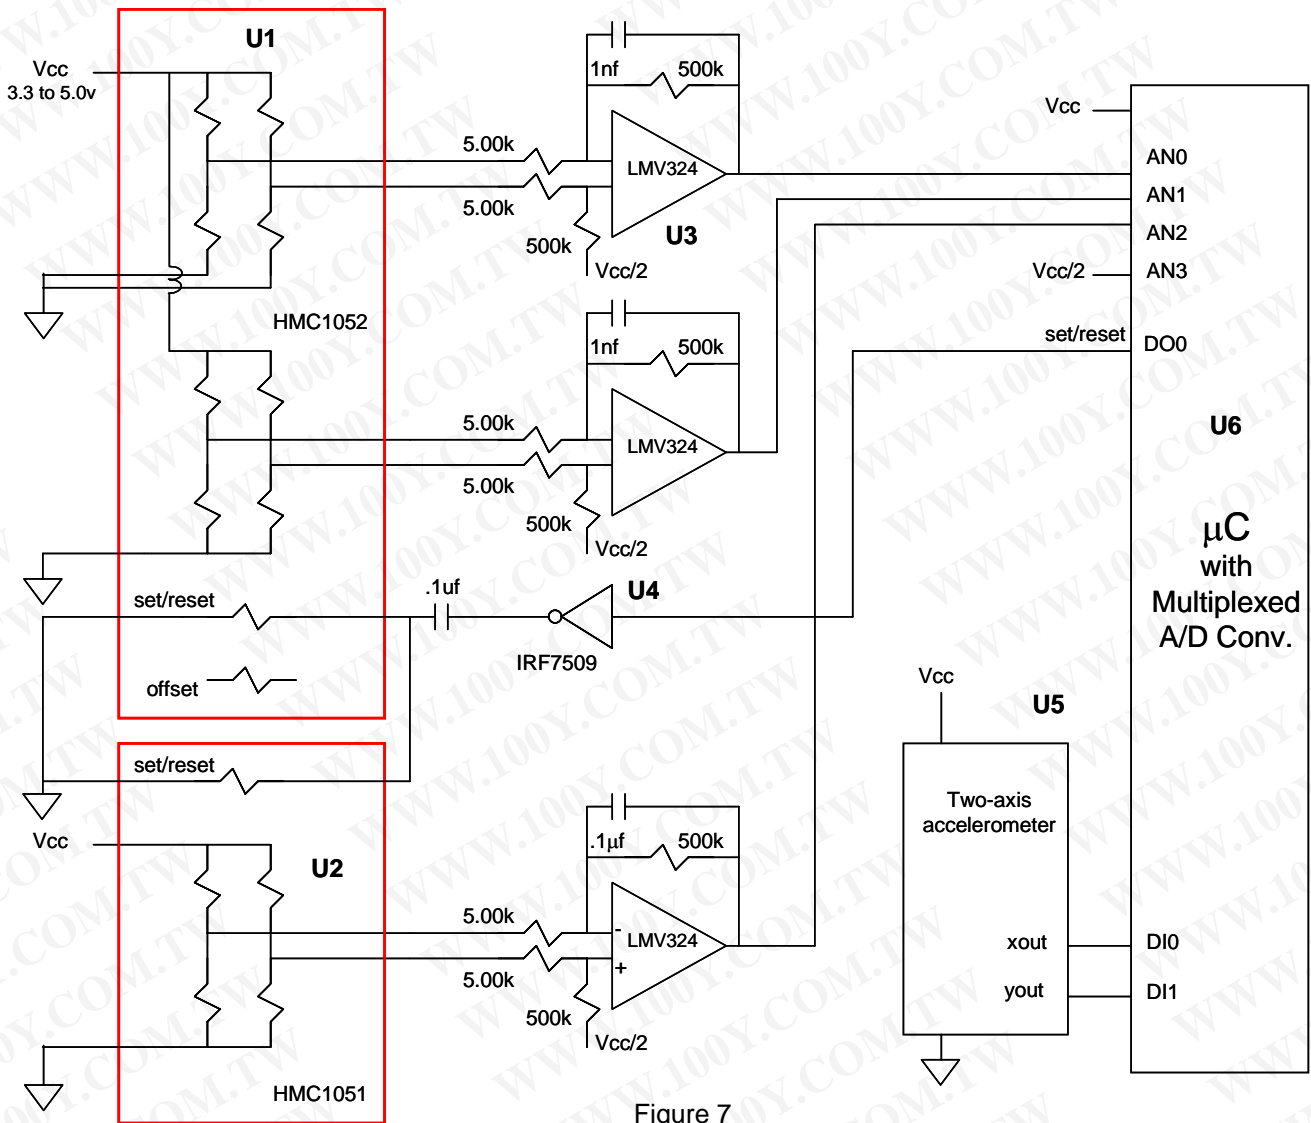 U1
Vcc
3.3 to 5.0v
HMC1052
1nf
500k
5.00k
5.00k
LMV324
U3
500k
Vcc/2
1nf
500k
5.00k
5.00k
LMV324
500k
Vcc/2
set/reset
offset
.1uf
U4
IRF7509
set/reset
Vcc
U2
HMC1051
.1μf
500k
5.00k
5.00k
-
+
LMV324
500k
Vcc/2
Vcc
AN0
AN1
AN2
Vcc/2
AN3
set/reset
DO0
U6
μC
with
Multiplexed
A/D Conv.
Vcc
U5
Two-axis
accelerometer
xout
yout
DI0
DI1
Figure 7
WWW.100Y.COM.TW